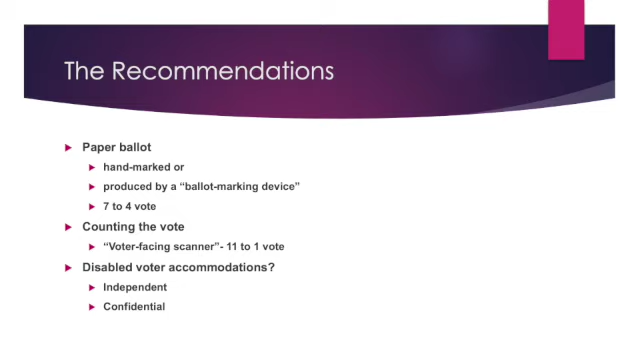 The Recommendations
Paper ballot
hand-marked or
produced by a “ballot-marking device”
7 to 4 vote
Counting the vote
“Voter-facing scanner”- 11 to 1 vote
Disabled voter accommodations?
Independent
Confidential